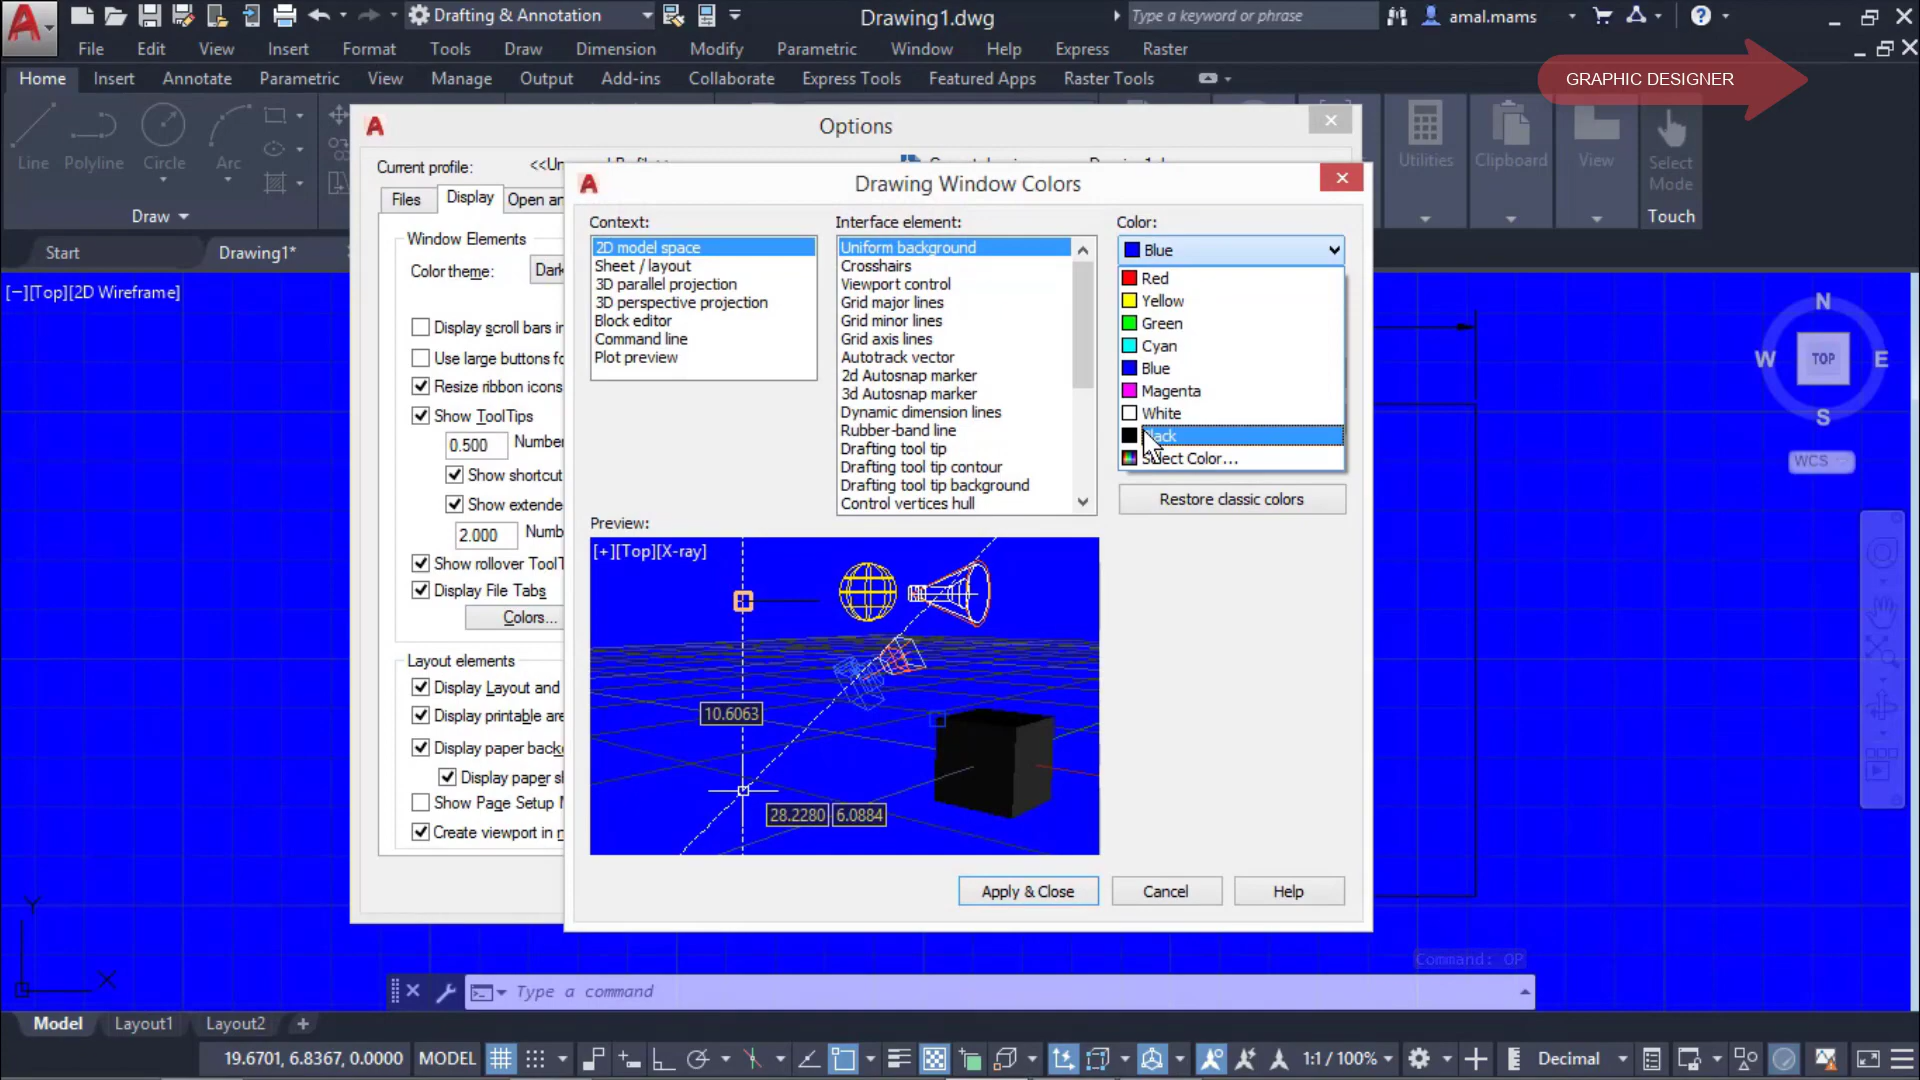 Drafting & Annotation
Drawing1.dwg
Type a keyword or phrase
amal.mams
File Edit View Insert Format Tools Draw Dimension Modify Parametric Window Help Express Raster
Home Insert Annotate Parametric View Manage Output Add-ins Collaborate Express Tools Featured Apps Raster Tools
GRAPHIC DESIGNER
Line Polyline Circle Arc
Draw
Utilities Clipboard View Select Mode
Touch
Start Drawing1*
[−][Top][2D Wireframe]
Options
Current profile:
Files Display
Window Elements
Color theme:
Display scroll bars
Resize ribbon icons
Show ToolTips
0.500
Show shortcut
2.000
Show rollover
Display File Tabs
Colors...
Layout elements
Display Layout and
Display printable
Display paper
Display paper
Show Page Setup
Create viewport in
Drawing Window Colors
Context:
2D model space
Sheet / layout
3D parallel projection
3D perspective projection
Block editor
Command line
Plot preview
Interface element:
Uniform background
Crosshairs
Viewport control
Grid major lines
Grid minor lines
Grid axis lines
Autotrack vector
2d Autosnap marker
3d Autosnap marker
Dynamic dimension lines
Rubber-band line
Drafting tool tip
Drafting tool tip contour
Drafting tool tip background
Control vertices hull
Color:
Blue
Red
Yellow
Green
Cyan
Blue
Magenta
White
Color...
Restore classic colors
Preview:
[+][Top][X-ray]
10.6063
28.2280 6.0884
Apply & Close Cancel Help
N
W TOP E
S
WCS
Y
X
Command: OP
Type a command
Model Layout1 Layout2 +
19.6701, 6.8367, 0.0000 MODEL 1:1 / 100% Decimal